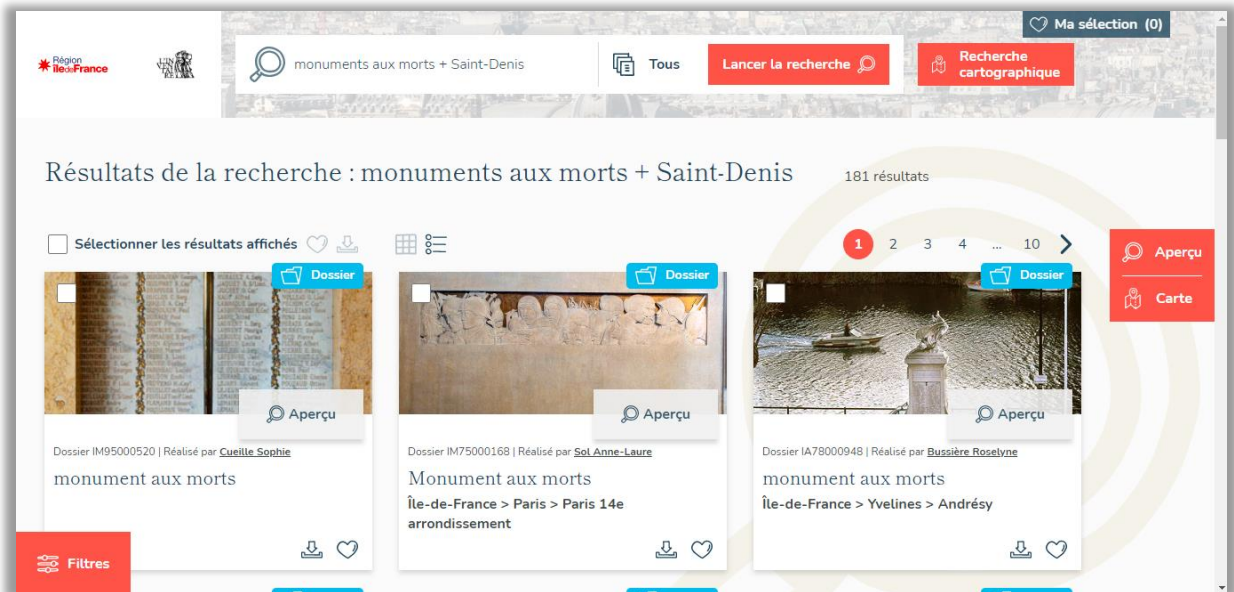 Ma sélection (0)
Région
îledeFrance
monuments aux morts + Saint-Denis
Tous
Lancer la recherche
Recherche
cartographique
Résultats de la recherche : monuments aux morts + Saint-Denis
181 résultats
Sélectionner les résultats affichés
1 2 3 4 ... 10
Aperçu
Carte
Dossier
Aperçu
Dossier IM95000520 | Réalisé par Cueille Sophie
monument aux morts
Dossier
Aperçu
Dossier IM75000168 | Réalisé par Sol Anne-Laure
Monument aux morts
Île-de-France > Paris > Paris 14e
arrondissement
Dossier
Aperçu
Dossier IA78000948 | Réalisé par Bussière Roselyne
monument aux morts
Île-de-France > Yvelines > Andrésy
Filtres